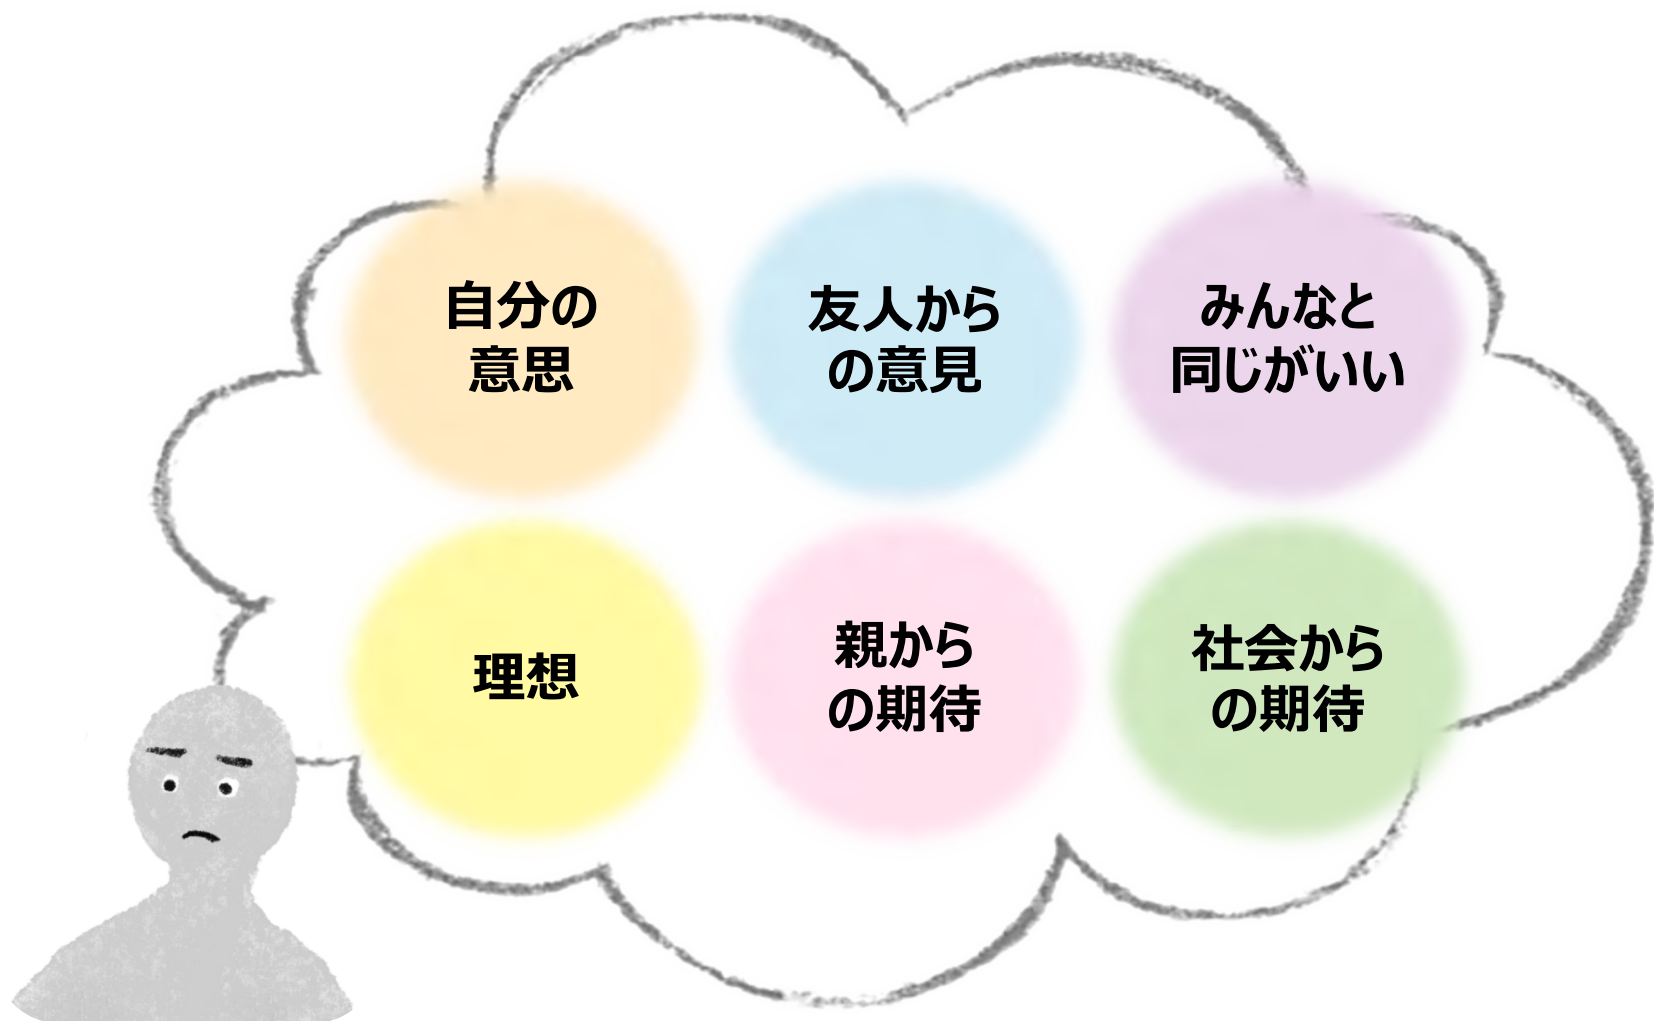 自分の
意思
友人から
の意見
みんなと
同じがいい
理想
親から
の期待
社会から
の期待